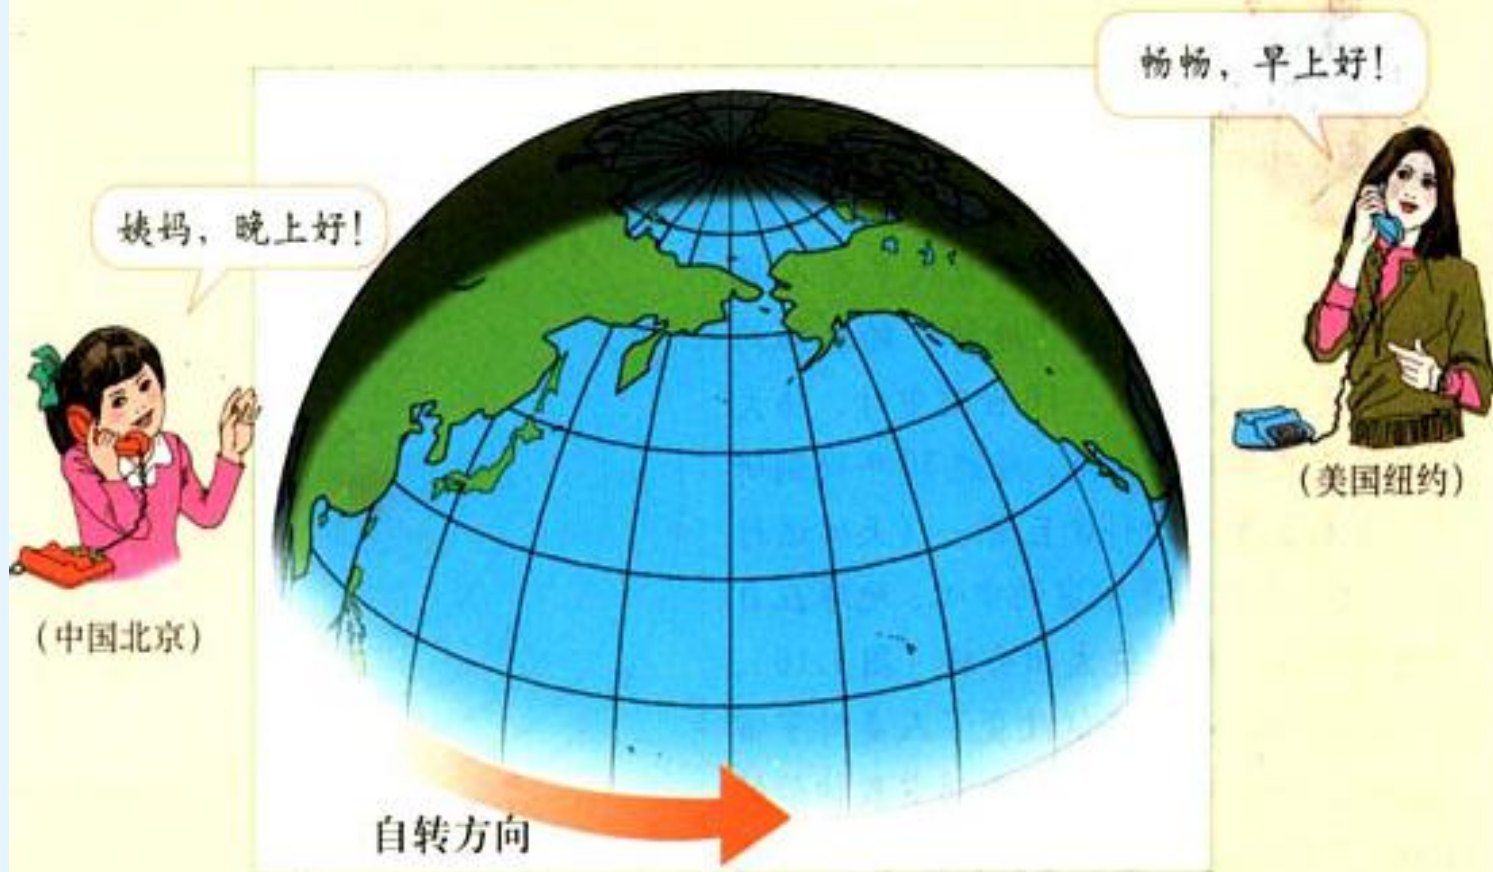 畅畅，早上好！
姨妈，晚上好！
（美国纽约）
（中国北京）
自转方向